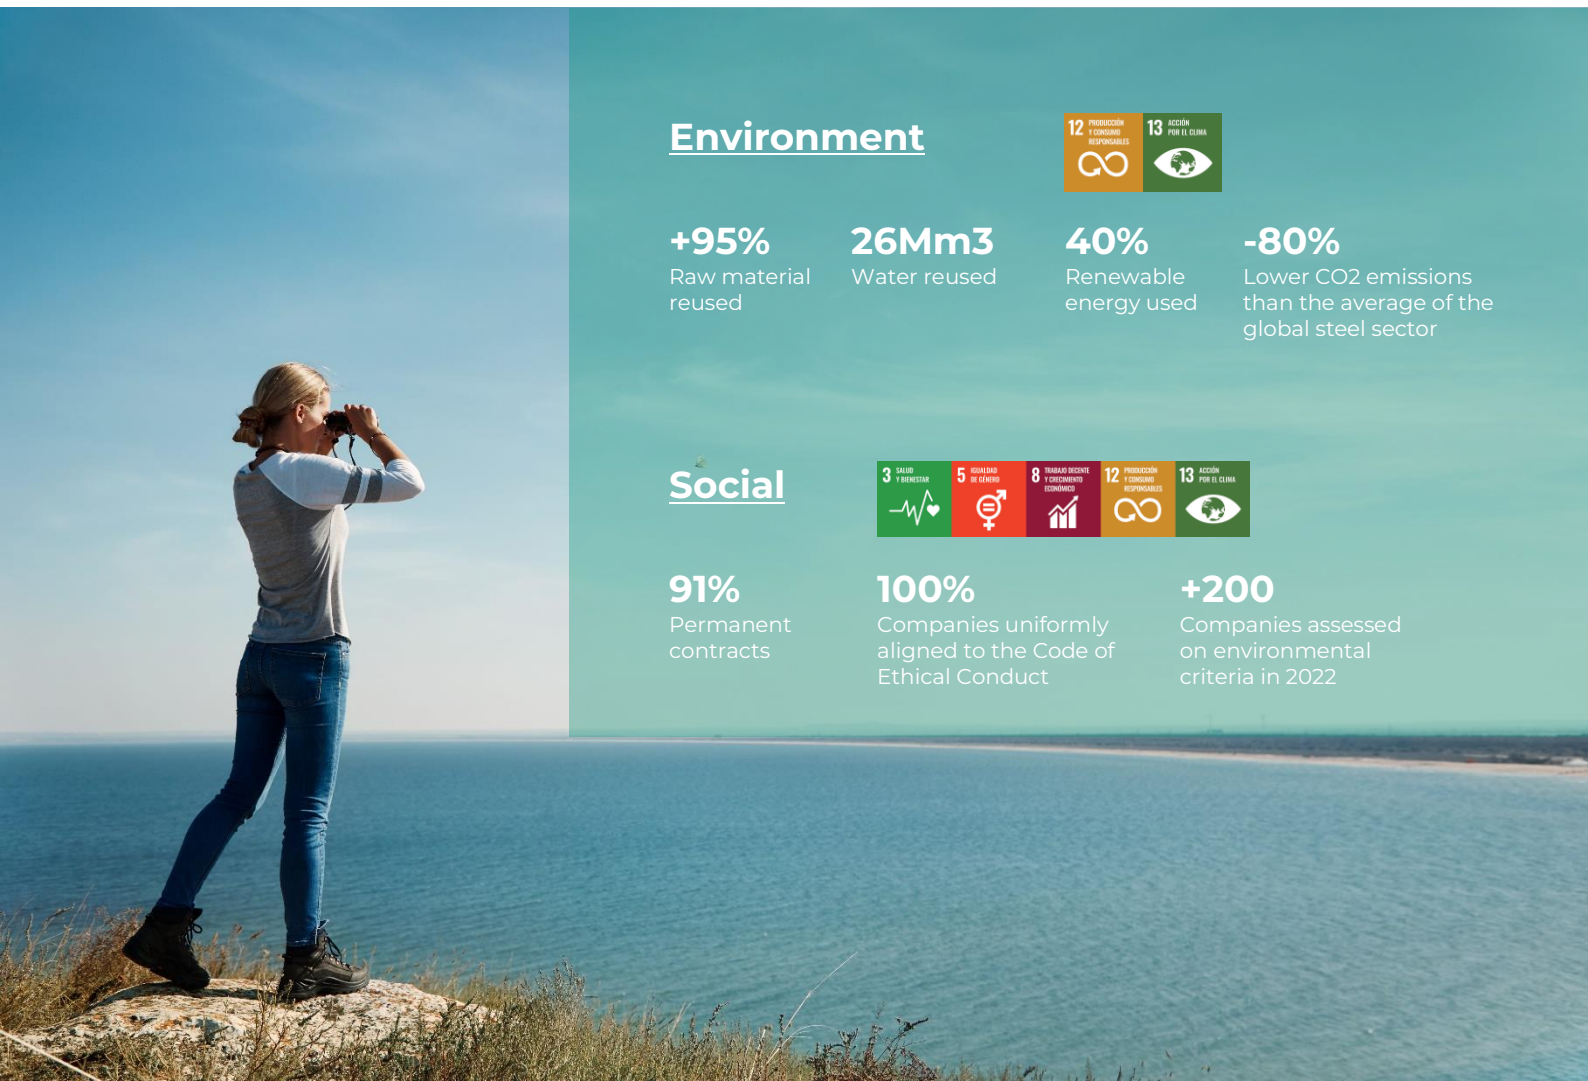 Environment
12 PRODUCCIÓN
Y CONSUMO
RESPONSABLES
13 ACCIÓN
POR EL CLIMA
+95%
Raw material
reused
26Mm3
Water reused
40%
Renewable
energy used
-80%
Lower CO2 emissions
than the average of the
global steel sector
Social
3 SALUD
Y BIENESTAR
5 IGUALDAD
DE GÉNERO
8 TRABAJO DECENTE
Y CRECIMIENTO
ECONÓMICO
12 PRODUCCIÓN
Y CONSUMO
RESPONSABLES
13 ACCIÓN
POR EL CLIMA
91%
Permanent
contracts
100%
Companies uniformly
aligned to the Code of
Ethical Conduct
+200
Companies assessed
on environmental
criteria in 2022